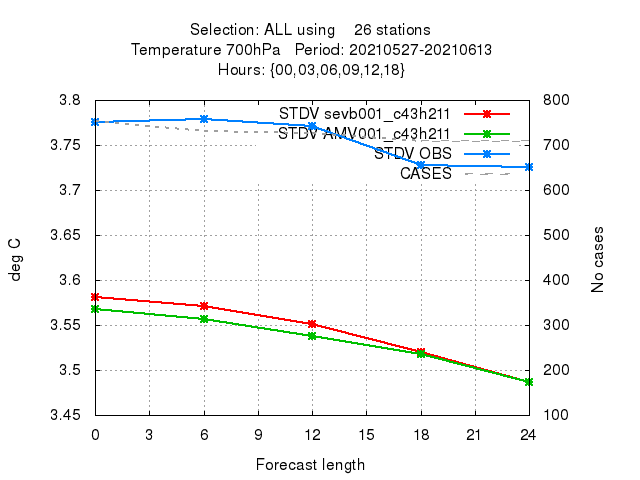 Selection: ALL using    26 stations
Temperature 700hPa   Period: 20210527-20210613
Hours: {00,03,06,09,12,18}
STDV sevb001_c43h211
STDV AMV001_c43h211
STDV OBS
CASES
3.8
3.75
3.7
3.65
3.6
3.55
3.5
3.45
deg C
800
700
600
500
400
300
200
100
No cases
0 3 6 9 12 15 18 21 24
Forecast length